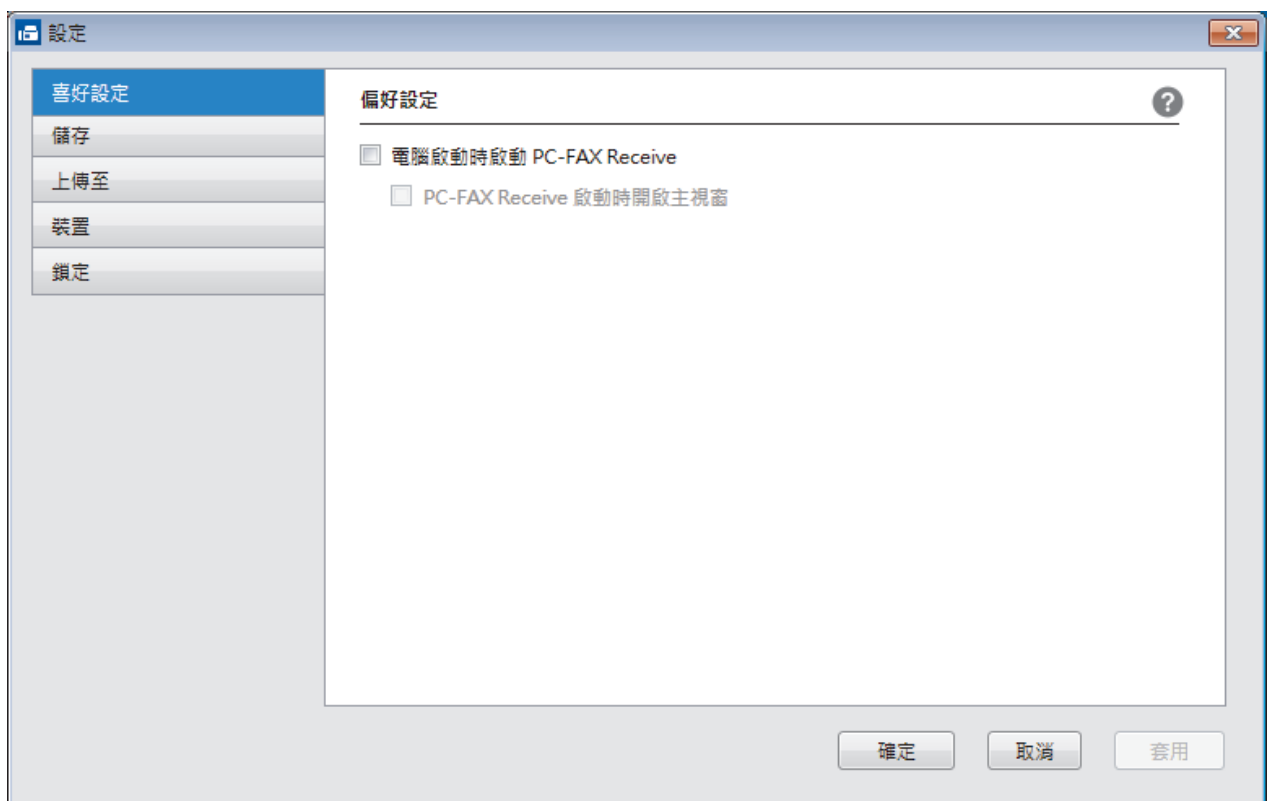 設定
喜好設定
儲存
上傳至
裝置
鎖定
偏好設定
?
電腦啟動時啟動 PC-FAX Receive
PC-FAX Receive 啟動時開啟主視窗
確定
取消
套用